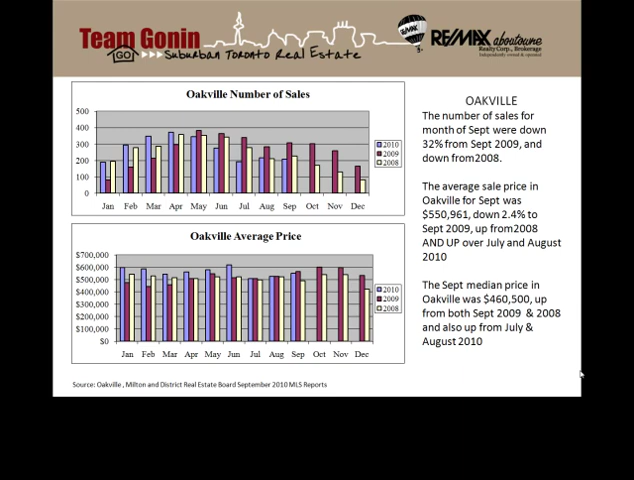 Team Gonin
GO Suburban Toronto Real Estate
RE/MAX
RE/MAX aboutowne
Realty Corp., Brokerage
Independently owned & operated
Oakville Number of Sales
500
400
300
200
100
0
Jan Feb Mar Apr May Jun Jul Aug Sep Oct Nov Dec
2010
2009
2008
Oakville Average Price
$700,000
$600,000
$500,000
$400,000
$300,000
$200,000
$100,000
$0
Jan Feb Mar Apr May Jun Jul Aug Sep Oct Nov Dec
2010
2009
2008
OAKVILLE
The number of sales for
month of Sept were down
32% from Sept 2009, and
down from2008.
The average sale price in
Oakville for Sept was
$550,961, down 2.4% to
Sept 2009, up from2008
AND UP over July and August
2010
The Sept median price in
Oakville was $460,500, up
from both Sept 2009 & 2008
and also up from July &
August 2010
Source: Oakville , Milton and District Real Estate Board September 2010 MLS Reports